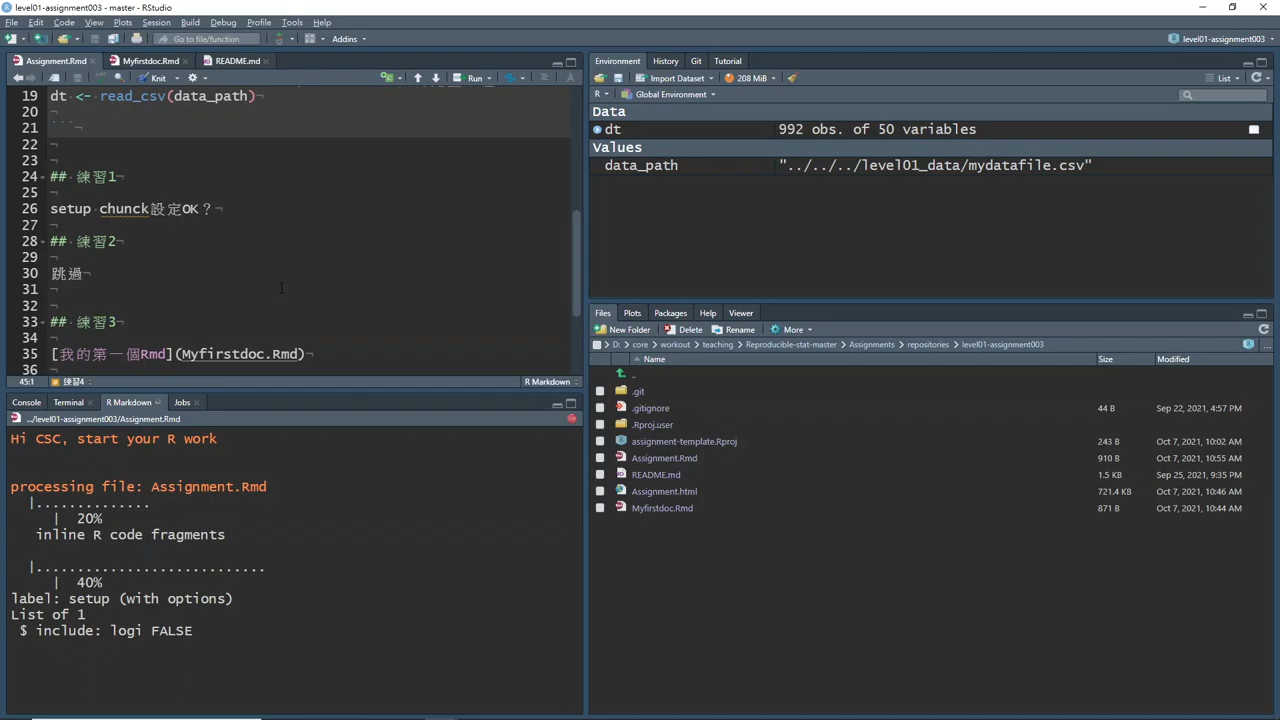 level01-assignment003 - master - RStudio
File Edit Code View Plots Session Build Debug Profile Tools Help
Go to file/function Addins level01-assignment003
Assignment.Rmd Myfirstdoc.Rmd README.md
Knit Run
19 dt <- read_csv(data_path)
20
21 ```
22
23
24 ## 練習1
25
26 setup chunck設定OK？
27
28 ## 練習2
29
30 跳過
31
32
33 ## 練習3
34
35 [我的第一個Rmd](Myfirstdoc.Rmd)
36
45:1 練習4 R Markdown
Console Terminal R Markdown Jobs
.../level01-assignment003/Assignment.Rmd
Hi CSC, start your R work
processing file: Assignment.Rmd
|..............
| 20%
inline R code fragments
|............................
| 40%
label: setup (with options)
List of 1
$ include: logi FALSE
Environment History Git Tutorial
Import Dataset 208 MiB List
R Global Environment
Data
dt 992 obs. of 50 variables
Values
data_path "../../../level01_data/mydatafile.csv"
Files Plots Packages Help Viewer
New Folder Delete Rename More
D: core workout teaching Reproducible-stat-master Assignments repositories level01-assignment003
Name Size Modified
..
.git
.gitignore 44 B Sep 22, 2021, 4:57 PM
.Rproj.user
assignment-template.Rproj 243 B Oct 7, 2021, 10:02 AM
Assignment.Rmd 910 B Oct 7, 2021, 10:55 AM
README.md 1.5 KB Sep 25, 2021, 9:35 PM
Assignment.html 721.4 KB Oct 7, 2021, 10:46 AM
Myfirstdoc.Rmd 871 B Oct 7, 2021, 10:44 AM